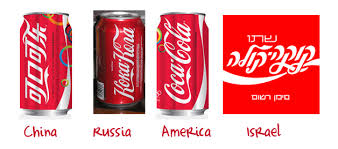 可口可乐
Кока-Кола
Coca-Cola
קוקה-קולה
סימן רשום
China
Russia
America
Israel